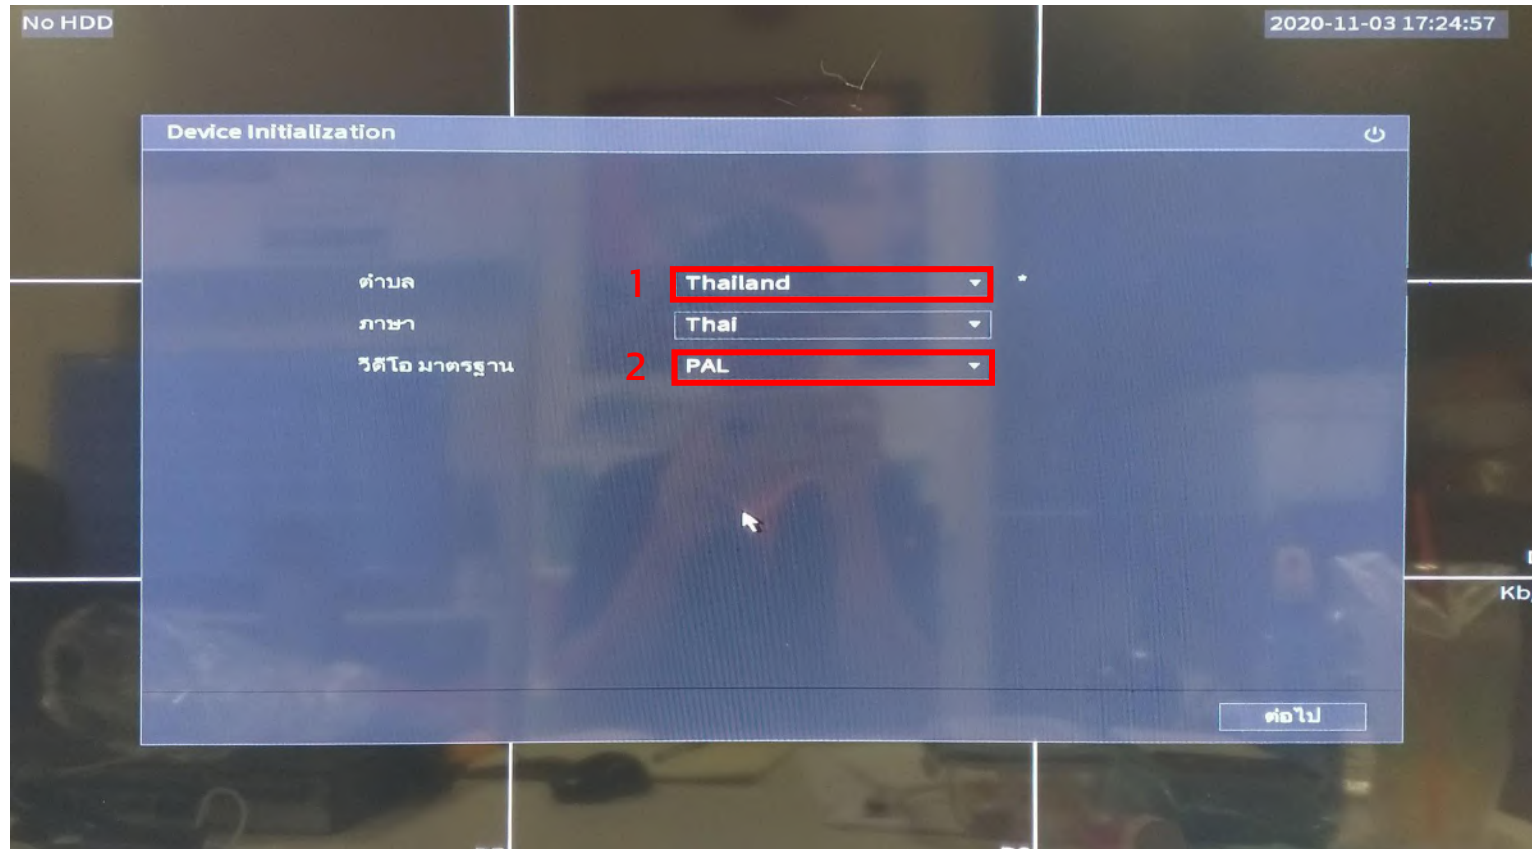 No HDD
2020-11-03 17:24:57
Device Initialization
ตำบล 1 Thailand *
ภาษา Thai
วีดีโอ มาตรฐาน 2 PAL
Kb
ต่อไป